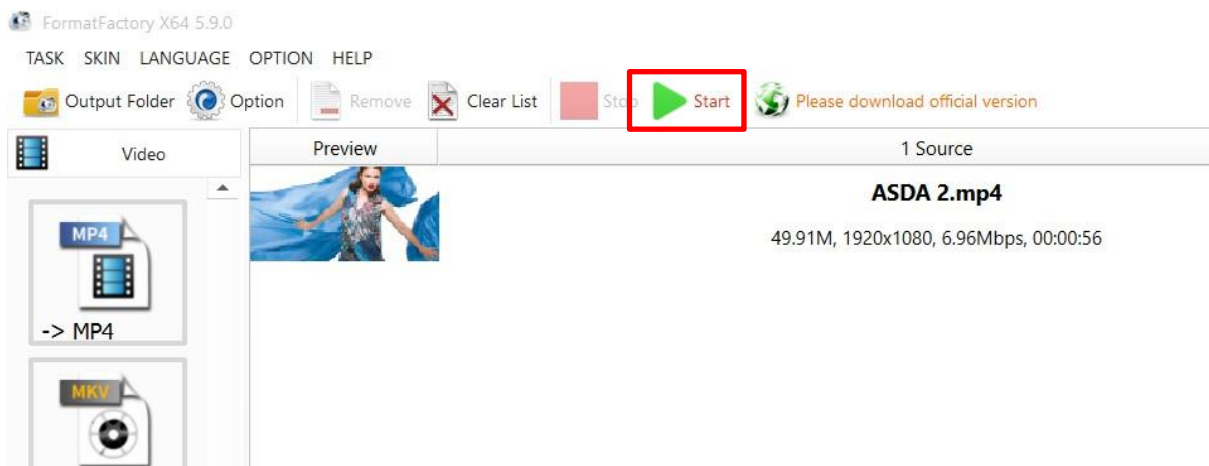 FormatFactory X64 5.9.0
TASK SKIN LANGUAGE OPTION HELP
Output Folder Option Remove Clear List Stop Start Please download official version
Video Preview 1 Source
ASDA 2.mp4
49.91M, 1920x1080, 6.96Mbps, 00:00:56
MP4
-> MP4
MKV